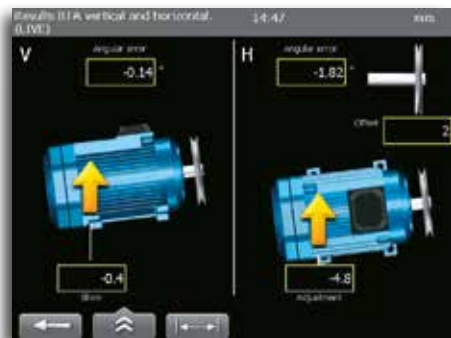 Results BTA vertical and horizontal. 14:47 mm
(LIVE)
V
Angular error
-0.14 °
-0.4
Shim
H
Angular error
-1.82 °
Offset
2
-4.8
Adjustment